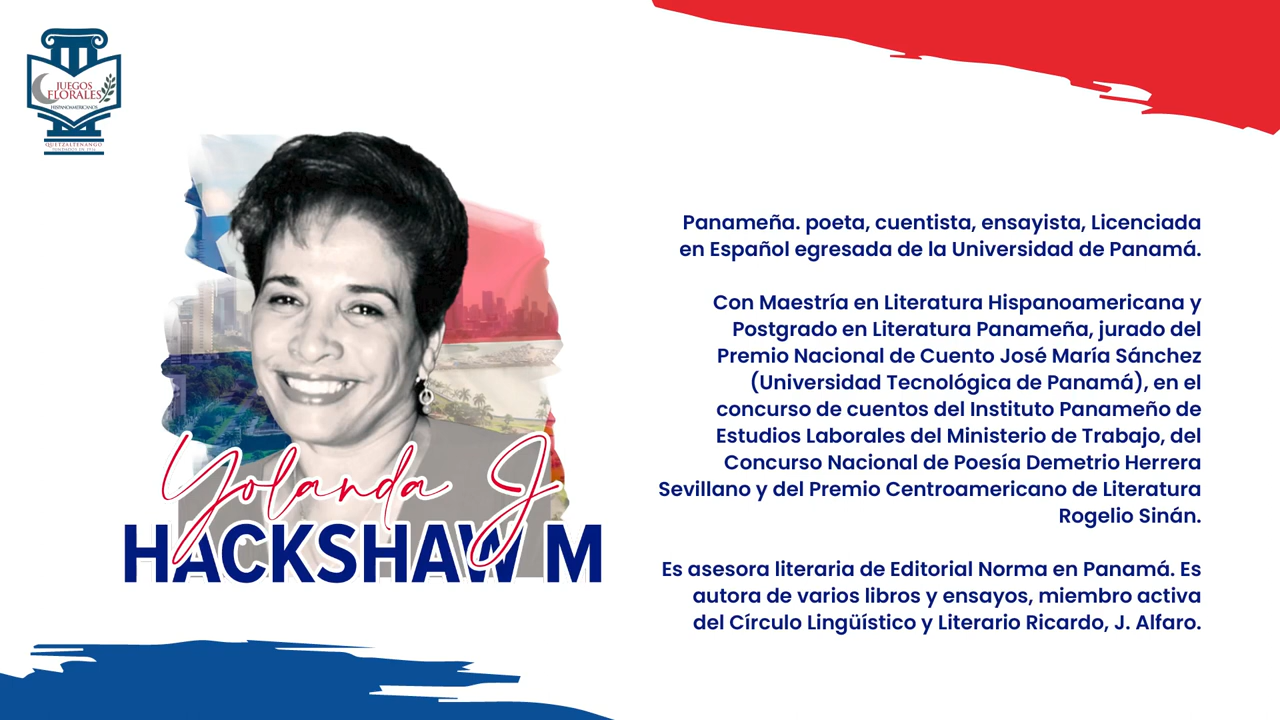 JUEGOS
FLORALES
HISPANOAMERICANOS
QUETZALTENANGO
Yolanda J
HACKSHAW M
Panameña. poeta, cuentista, ensayista, Licenciada
en Español egresada de la Universidad de Panamá.
Con Maestría en Literatura Hispanoamericana y
Postgrado en Literatura Panameña, jurado del
Premio Nacional de Cuento José María Sánchez
(Universidad Tecnológica de Panamá), en el
concurso de cuentos del Instituto Panameño de
Estudios Laborales del Ministerio de Trabajo, del
Concurso Nacional de Poesía Demetrio Herrera
Sevillano y del Premio Centroamericano de Literatura
Rogelio Sinán.
Es asesora literaria de Editorial Norma en Panamá. Es
autora de varios libros y ensayos, miembro activa
del Círculo Lingüístico y Literario Ricardo, J. Alfaro.